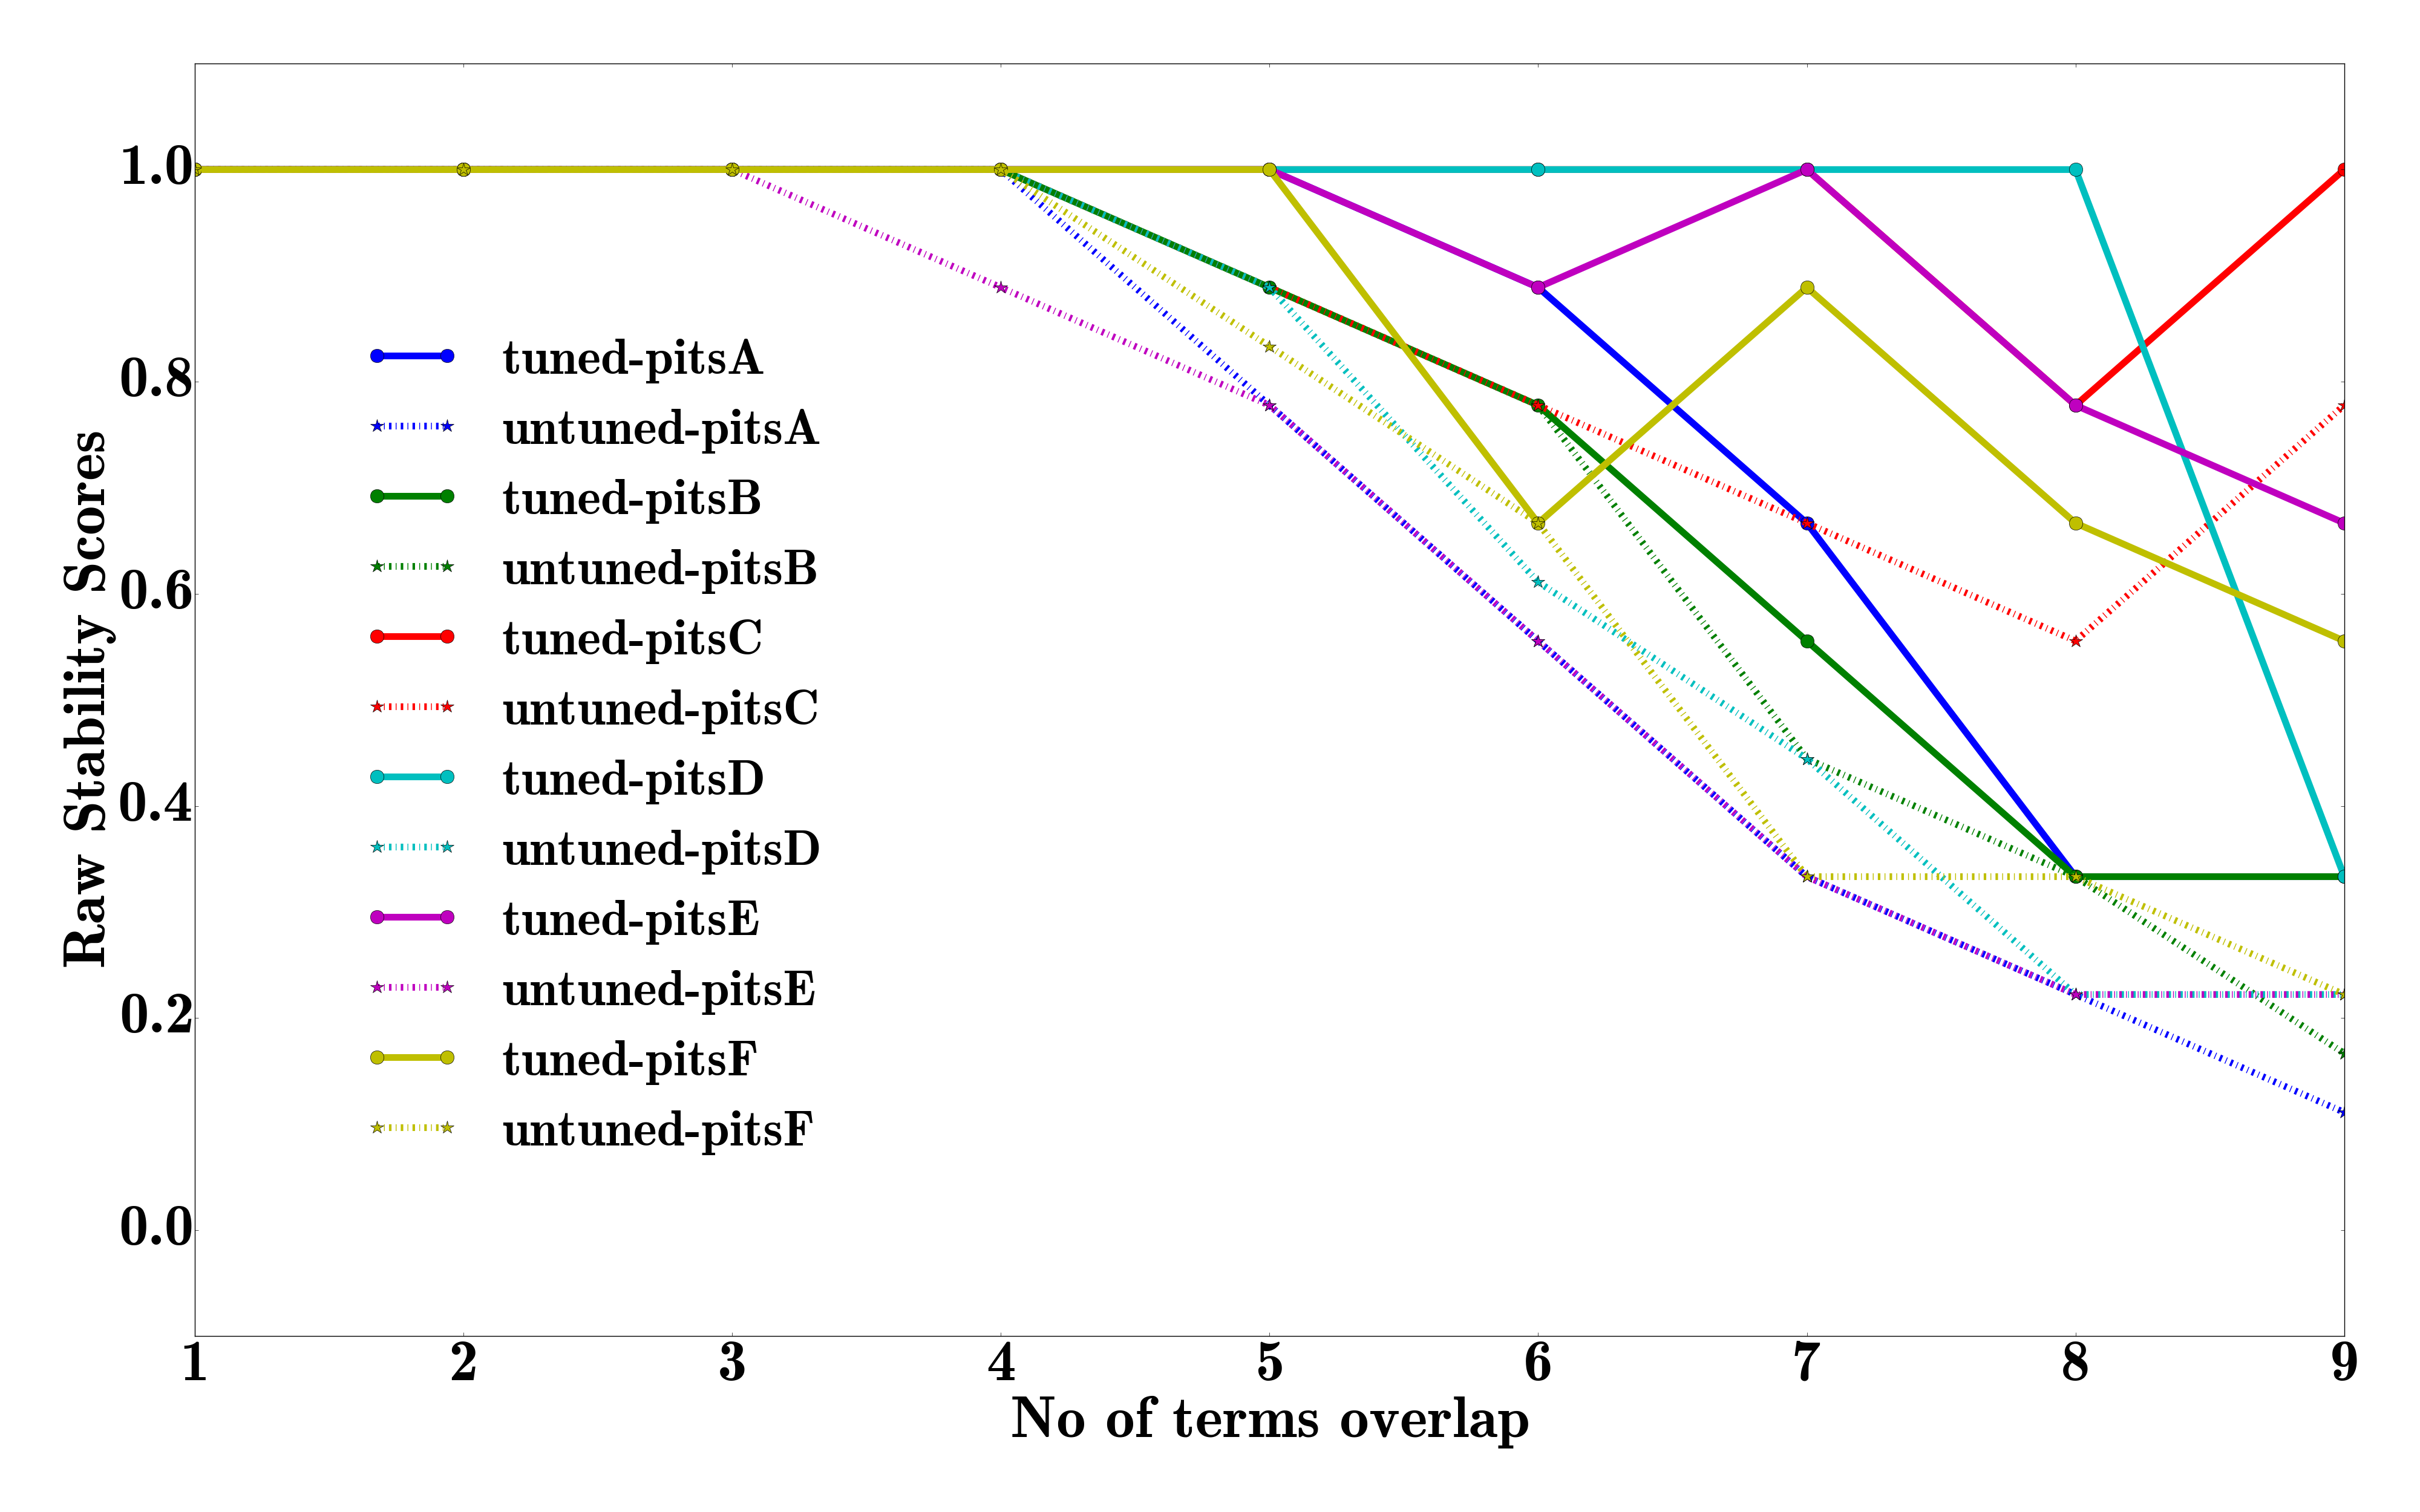 1.0
0.8
0.6
0.4
0.2
0.0
Raw Stability Scores
tuned-pitsA
untuned-pitsA
tuned-pitsB
untuned-pitsB
tuned-pitsC
untuned-pitsC
tuned-pitsD
untuned-pitsD
tuned-pitsE
untuned-pitsE
tuned-pitsF
untuned-pitsF
1 2 3 4 5 6 7 8 9
No of terms overlap